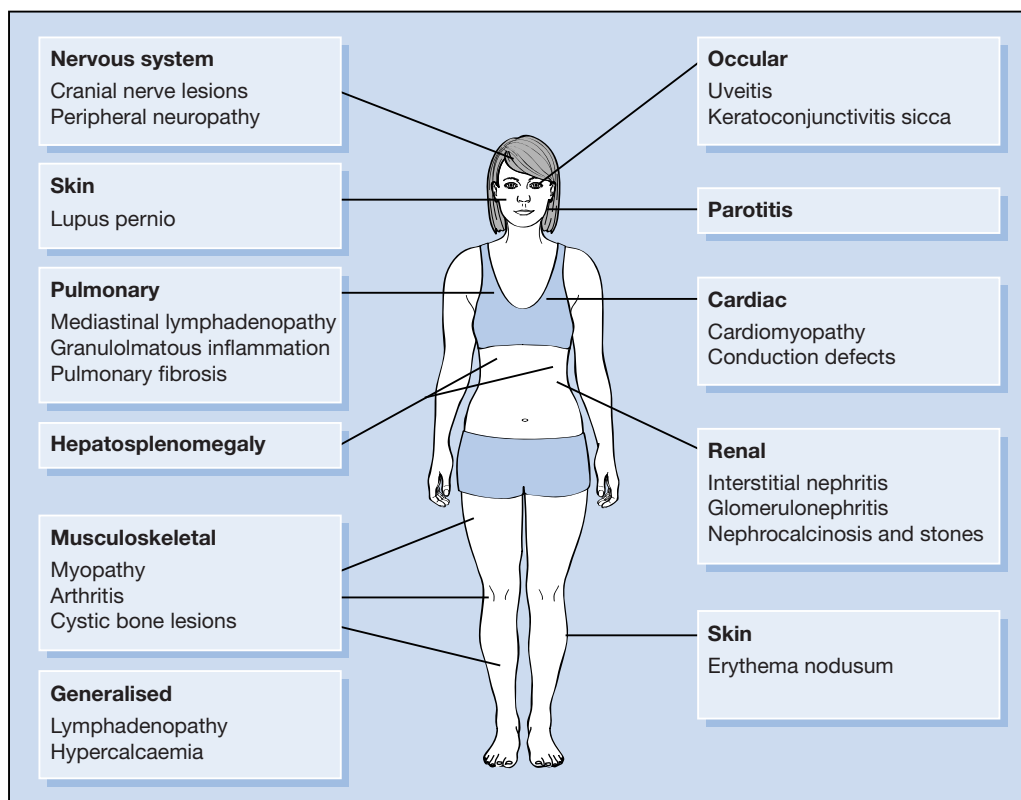 Nervous system
Cranial nerve lesions
Peripheral neuropathy
Skin
Lupus pernio
Pulmonary
Mediastinal lymphadenopathy
Granulolmatous inflammation
Pulmonary fibrosis
Hepatosplenomegaly
Musculoskeletal
Myopathy
Arthritis
Cystic bone lesions
Generalised
Lymphadenopathy
Hypercalcaemia
Occular
Uveitis
Keratoconjunctivitis sicca
Parotitis
Cardiac
Cardiomyopathy
Conduction defects
Renal
Interstitial nephritis
Glomerulonephritis
Nephrocalcinosis and stones
Skin
Erythema nodusum